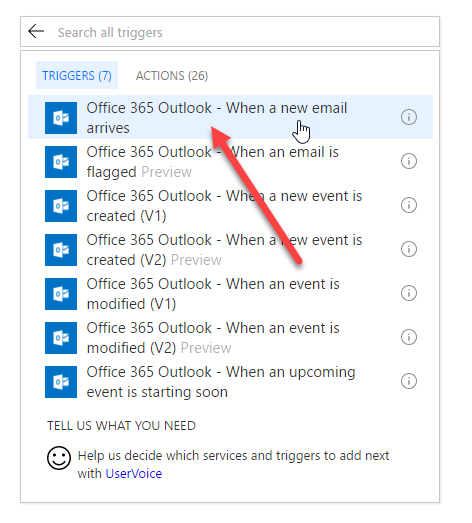 Search all triggers
TRIGGERS (7) ACTIONS (26)
Office 365 Outlook - When a new email
arrives
Office 365 Outlook - When an email is
flagged Preview
Office 365 Outlook - When a new event is
created (V1)
Office 365 Outlook - When a new event is
created (V2) Preview
Office 365 Outlook - When an event is
modified (V1)
Office 365 Outlook - When an event is
modified (V2) Preview
Office 365 Outlook - When an upcoming
event is starting soon
TELL US WHAT YOU NEED
Help us decide which services and triggers to add next
with UserVoice